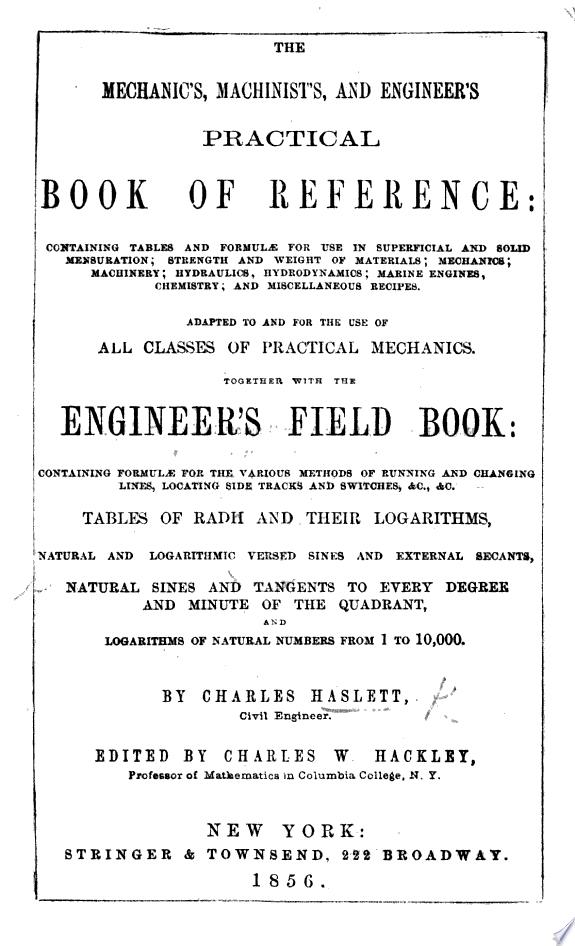 THE
MECHANIC'S, MACHINIST'S, AND ENGINEER'S
PRACTICAL
BOOK OF REFERENCE:
CONTAINING TABLES AND FORMULÆ FOR USE IN SUPERFICIAL AND SOLID
MENSURATION; STRENGTH AND WEIGHT OF MATERIALS; MECHANICS;
MACHINERY; HYDRAULICS, HYDRODYNAMICS; MARINE ENGINES,
CHEMISTRY; AND MISCELLANEOUS RECIPES.
ADAPTED TO AND FOR THE USE OF
ALL CLASSES OF PRACTICAL MECHANICS.
TOGETHER WITH THE
ENGINEER'S FIELD BOOK:
CONTAINING FORMULÆ FOR THE VARIOUS METHODS OF RUNNING AND CHANGING
LINES, LOCATING SIDE TRACKS AND SWITCHES, &C., &C.
TABLES OF RADII AND THEIR LOGARITHMS,
NATURAL AND LOGARITHMIC VERSED SINES AND EXTERNAL SECANTS,
NATURAL SINES AND TANGENTS TO EVERY DEGREE
AND MINUTE OF THE QUADRANT,
AND
LOGARITHMS OF NATURAL NUMBERS FROM 1 TO 10,000.
BY CHARLES HASLETT,
Civil Engineer.
EDITED BY CHARLES W. HACKLEY,
Professor of Mathematics in Columbia College, N. Y.
NEW YORK:
STRINGER & TOWNSEND, 222 BROADWAY.
1856.